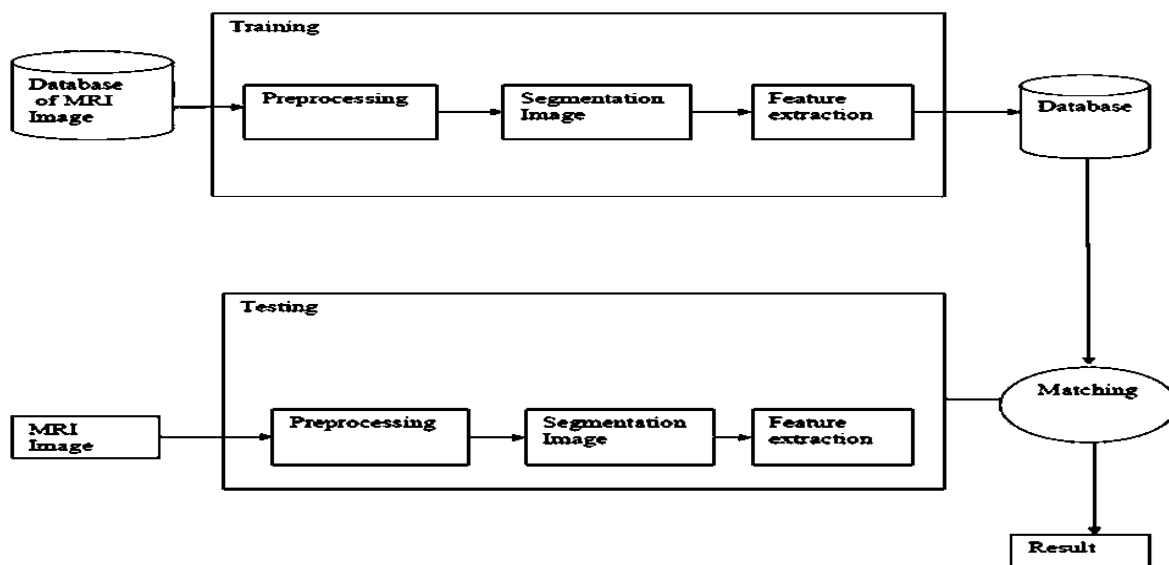 Training
Database
of MRI
Image
Preprocessing
Segmentation
Image
Feature
extraction
Database
Testing
MRI
Image
Preprocessing
Segmentation
Image
Feature
extraction
Matching
Result